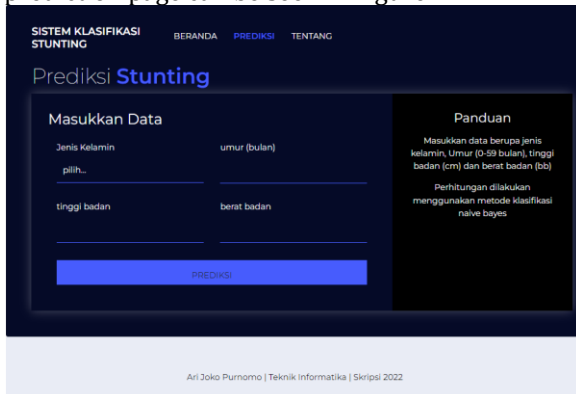 SISTEM KLASIFIKASI
STUNTING
BERANDA PREDIKSI TENTANG
Prediksi Stunting
Masukkan Data
Jenis Kelamin
umur (bulan)
pilih...
tinggi badan
berat badan
PREDIKSI
Panduan
Masukkan data berupa jenis
kelamin, Umur (0-59 bulan), tinggi
badan (cm) dan berat badan (bb)
Perhitungan dilakukan
menggunakan metode klasifikasi
naive bayes
Ari Joko Purnomo | Teknik Informatika | Skripsi 2022